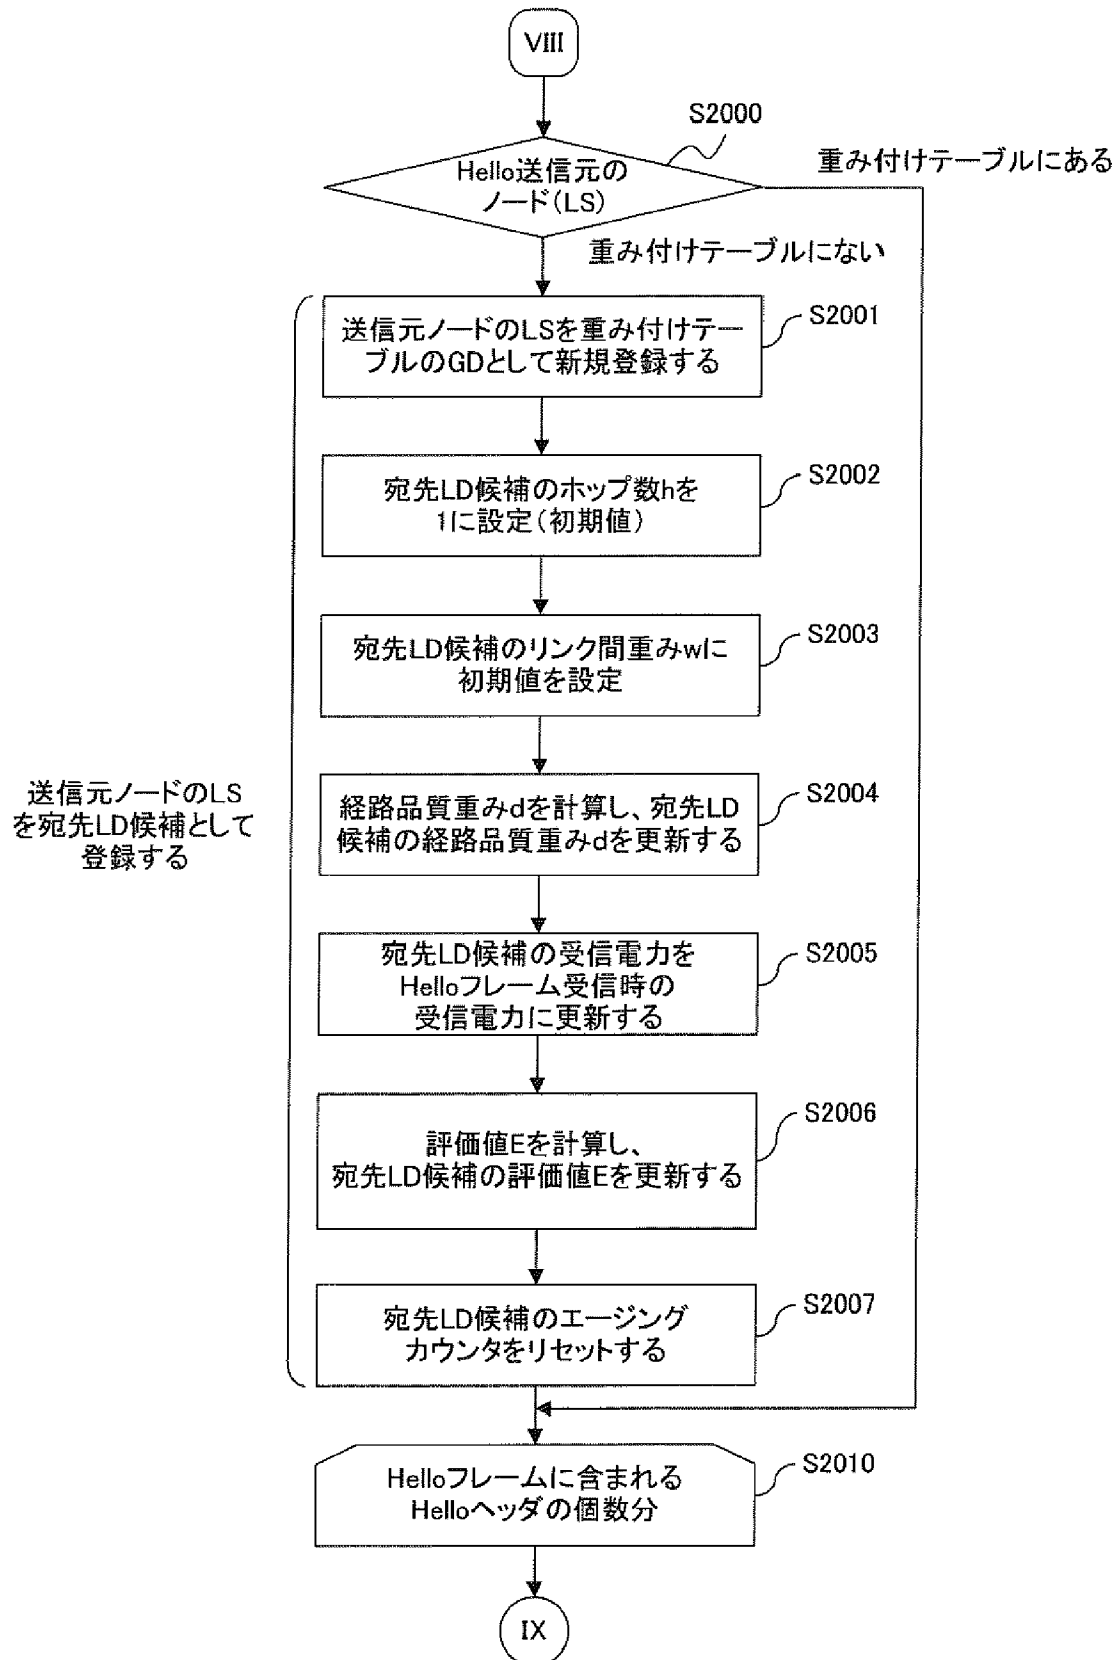 VIII
S2000
重み付けテーブルにある
Hello送信元の
ノード(LS)
重み付けテーブルにない
S2001
送信元ノードのLSを重み付けテー
ブルのGDとして新規登録する
S2002
宛先LD候補のホップ数hを
1に設定(初期値)
S2003
宛先LD候補のリンク間重みwに
初期値を設定
送信元ノードのLS
を宛先LD候補として
登録する
S2004
経路品質重みdを計算し、宛先LD
候補の経路品質重みdを更新する
S2005
宛先LD候補の受信電力を
Helloフレーム受信時の
受信電力に更新する
S2006
評価値Eを計算し、
宛先LD候補の評価値Eを更新する
S2007
宛先LD候補のエージング
カウンタをリセットする
S2010
Helloフレームに含まれる
Helloヘッダの個数分
IX